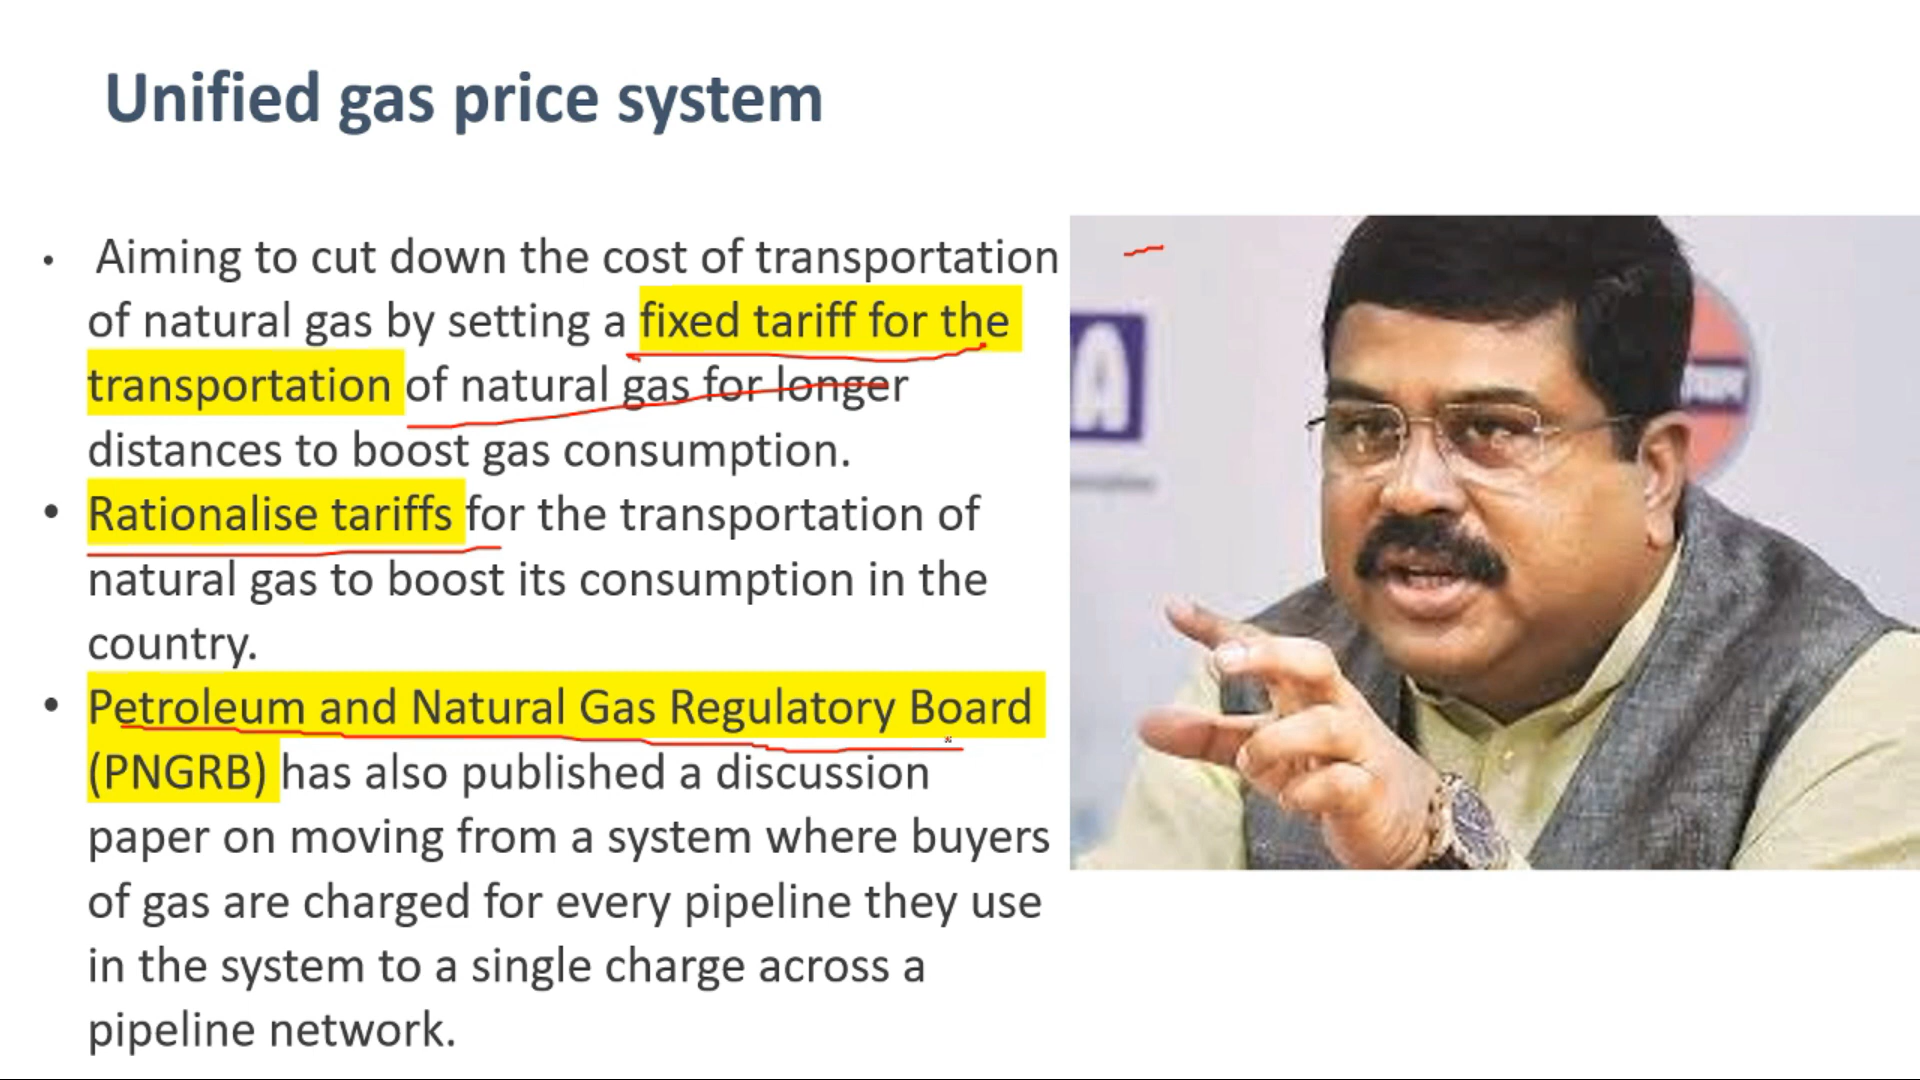 Unified gas price system
• Aiming to cut down the cost of transportation
of natural gas by setting a fixed tariff for the
transportation of natural gas for longer
distances to boost gas consumption.
• Rationalise tariffs for the transportation of
natural gas to boost its consumption in the
country.
• Petroleum and Natural Gas Regulatory Board
(PNGRB) has also published a discussion
paper on moving from a system where buyers
of gas are charged for every pipeline they use
in the system to a single charge across a
pipeline network.
A